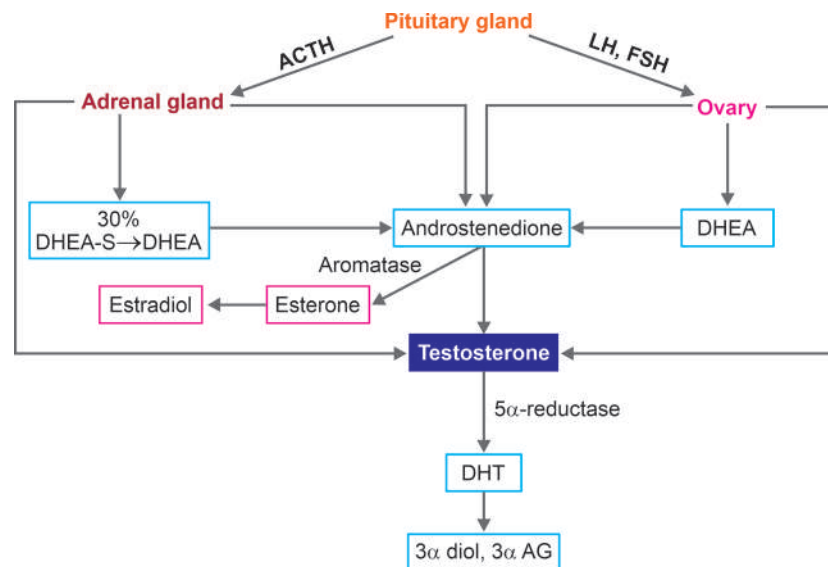 Pituitary gland
ACTH
LH, FSH
Adrenal gland
Ovary
30%
DHEA-S→DHEA
Androstenedione
DHEA
Aromatase
Estradiol
Esterone
Testosterone
5α-reductase
DHT
3α diol, 3α AG